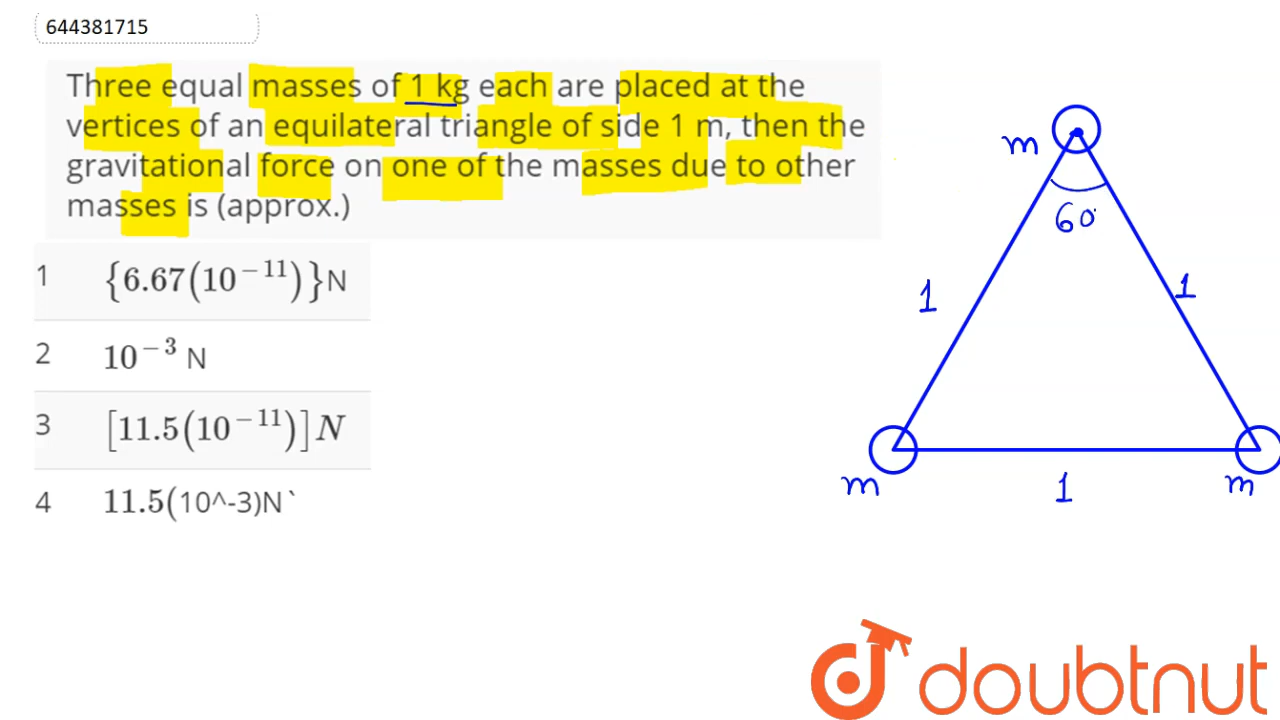 644381715
Three equal masses of 1 kg each are placed at the
vertices of an equilateral triangle of side 1 m, then the
gravitational force on one of the masses due to other
masses is (approx.)
1 {6.67(10^{-11})}N
2 10^{-3} N
3 [11.5(10^{-11})]N
4 11.5(10^-3)N`
m
60
1
1
m
1
m
doubtnut